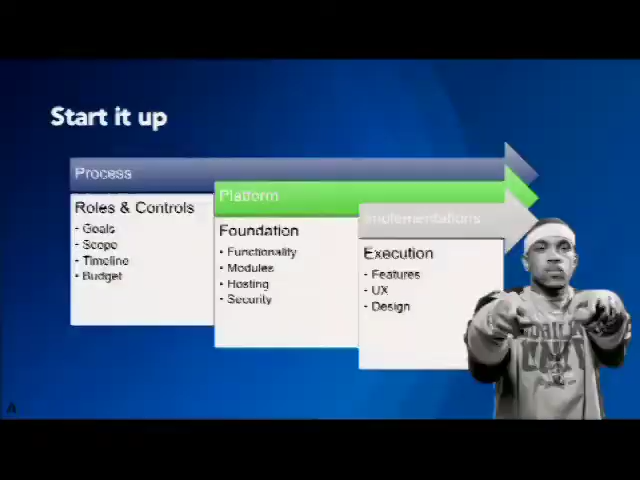 Start it up
Process
Platform
Implementations
Roles & Controls
- Goals
- Scope
- Timeline
- Budget
Foundation
- Functionality
- Modules
- Hosting
- Security
Execution
- Features
- UX
- Design